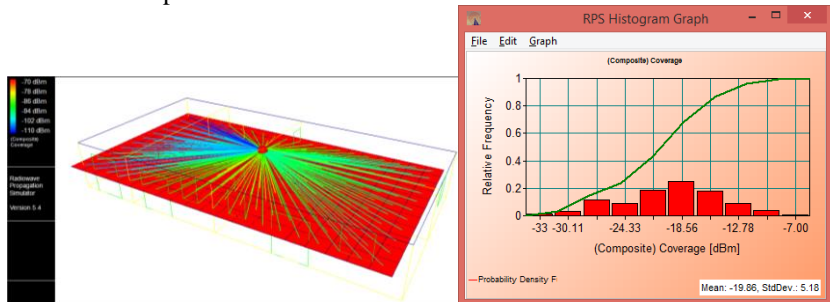 -70 dBm
-78 dBm
-86 dBm
-94 dBm
-102 dBm
-110 dBm
(Composite)
Coverage
Radiowave
Propagation
Simulator
Version 5.4
RPS Histogram Graph
File Edit Graph
(Composite) Coverage
Relative Frequency
1
0.8
0.6
0.4
0.2
0
-33 -30.11 -24.33 -18.56 -12.78 -7.00
(Composite) Coverage [dBm]
Probability Density F
Mean: -19.86, StdDev.: 5.18